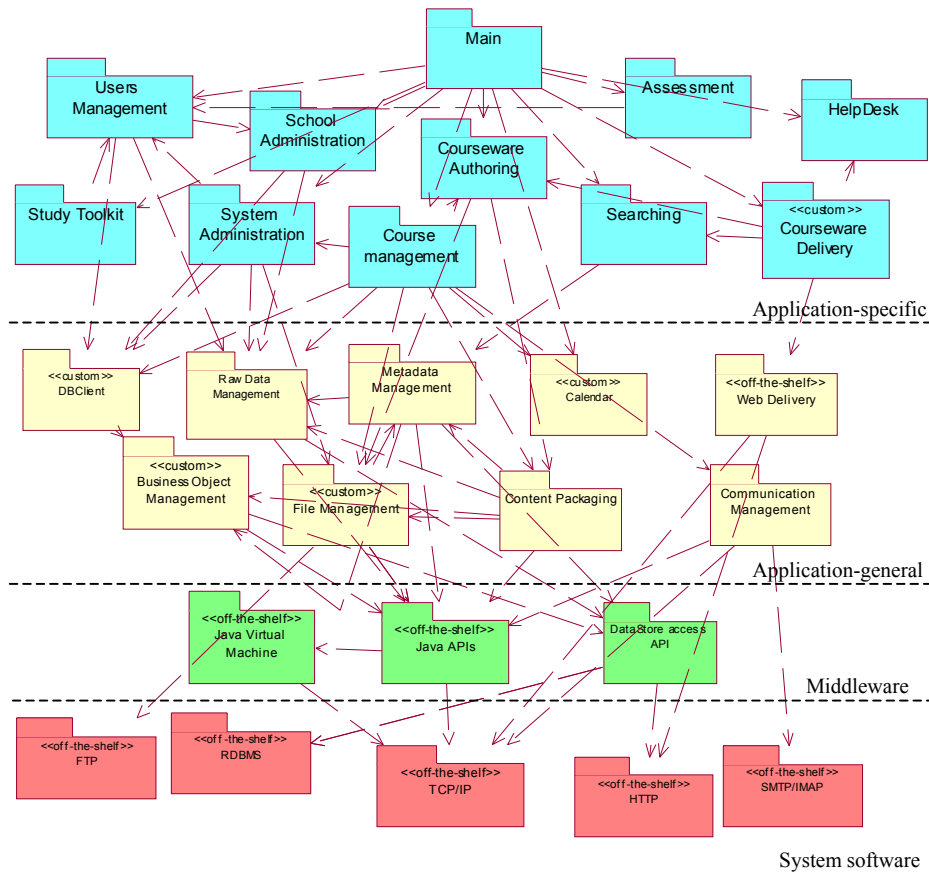 Main
Users
Management
Assessment
HelpDesk
School
Administration
Courseware
Authoring
Study Toolkit
System
Administration
Course
management
Searching
<<custom>>
Courseware
Delivery
Application-specific
<<custom>>
DBClient
Raw Data
Management
Metadata
Management
<<custom>>
Calendar
<<off-the-shelf>>
Web Delivery
<<custom>>
Business Object
Management
<<custom>>
File Management
Content Packaging
Communication
Management
Application-general
<<off-the-shelf>>
Java Virtual
Machine
<<off-the-shelf>>
Java APIs
DataStore access
API
Middleware
<<off-the-shelf>>
FTP
<<off-the-shelf>>
RDBMS
<<off-the-shelf>>
TCP/IP
<<off-the-shelf>>
HTTP
<<off-the-shelf>>
SMTP/IMAP
System software